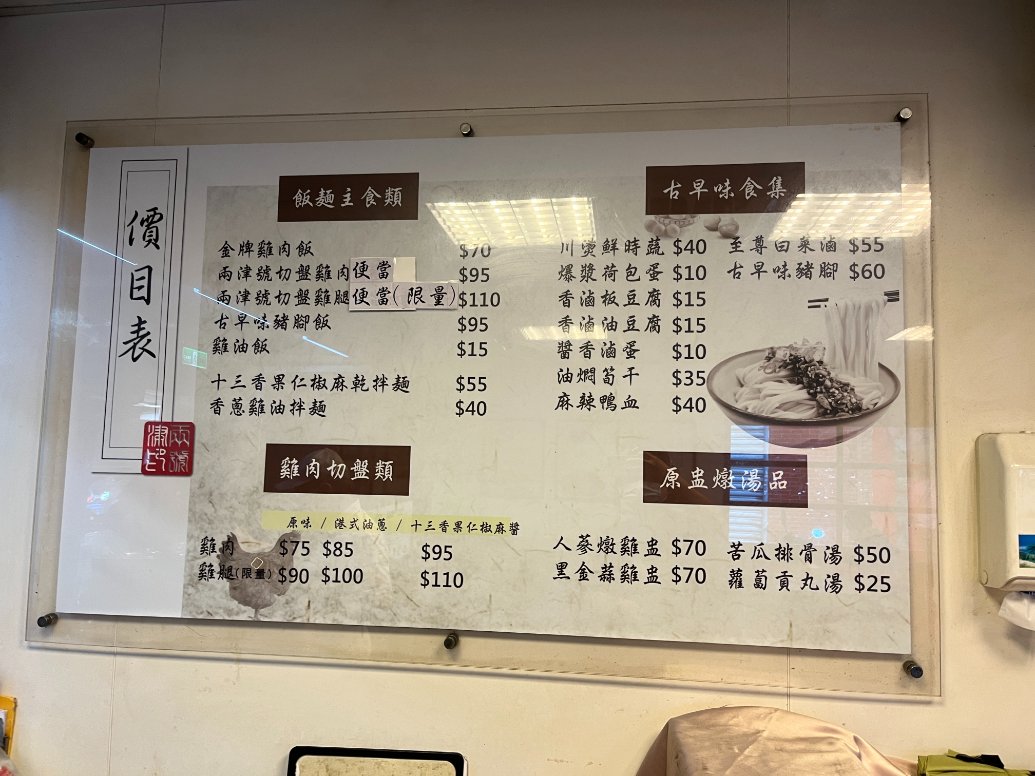 價目表
飯麵主食類
金牌雞肉飯 $70
兩津號切盤雞肉便當 $95
兩津號切盤雞腿便當(限量) $110
古早味豬腳飯 $95
雞油飯 $15
十三香果仁椒麻乾拌麵 $55
香蔥雞油拌麵 $40
雞肉切盤類
原味 / 港式油蔥 / 十三香果仁椒麻醬
雞肉 $75 $85 $95
雞腿(限量) $90 $100 $110
古早味食集
川燙鮮時蔬 $40
爆漿荷包蛋 $10
香滷板豆腐 $15
香滷油豆腐 $15
醬香滷蛋 $10
油燜筍干 $35
麻辣鴨血 $40
至尊白菜滷 $55
古早味豬腳 $60
原盅燉湯品
人蔘燉雞盅 $70
黑金蒜雞盅 $70
苦瓜排骨湯 $50
蘿蔔貢丸湯 $25